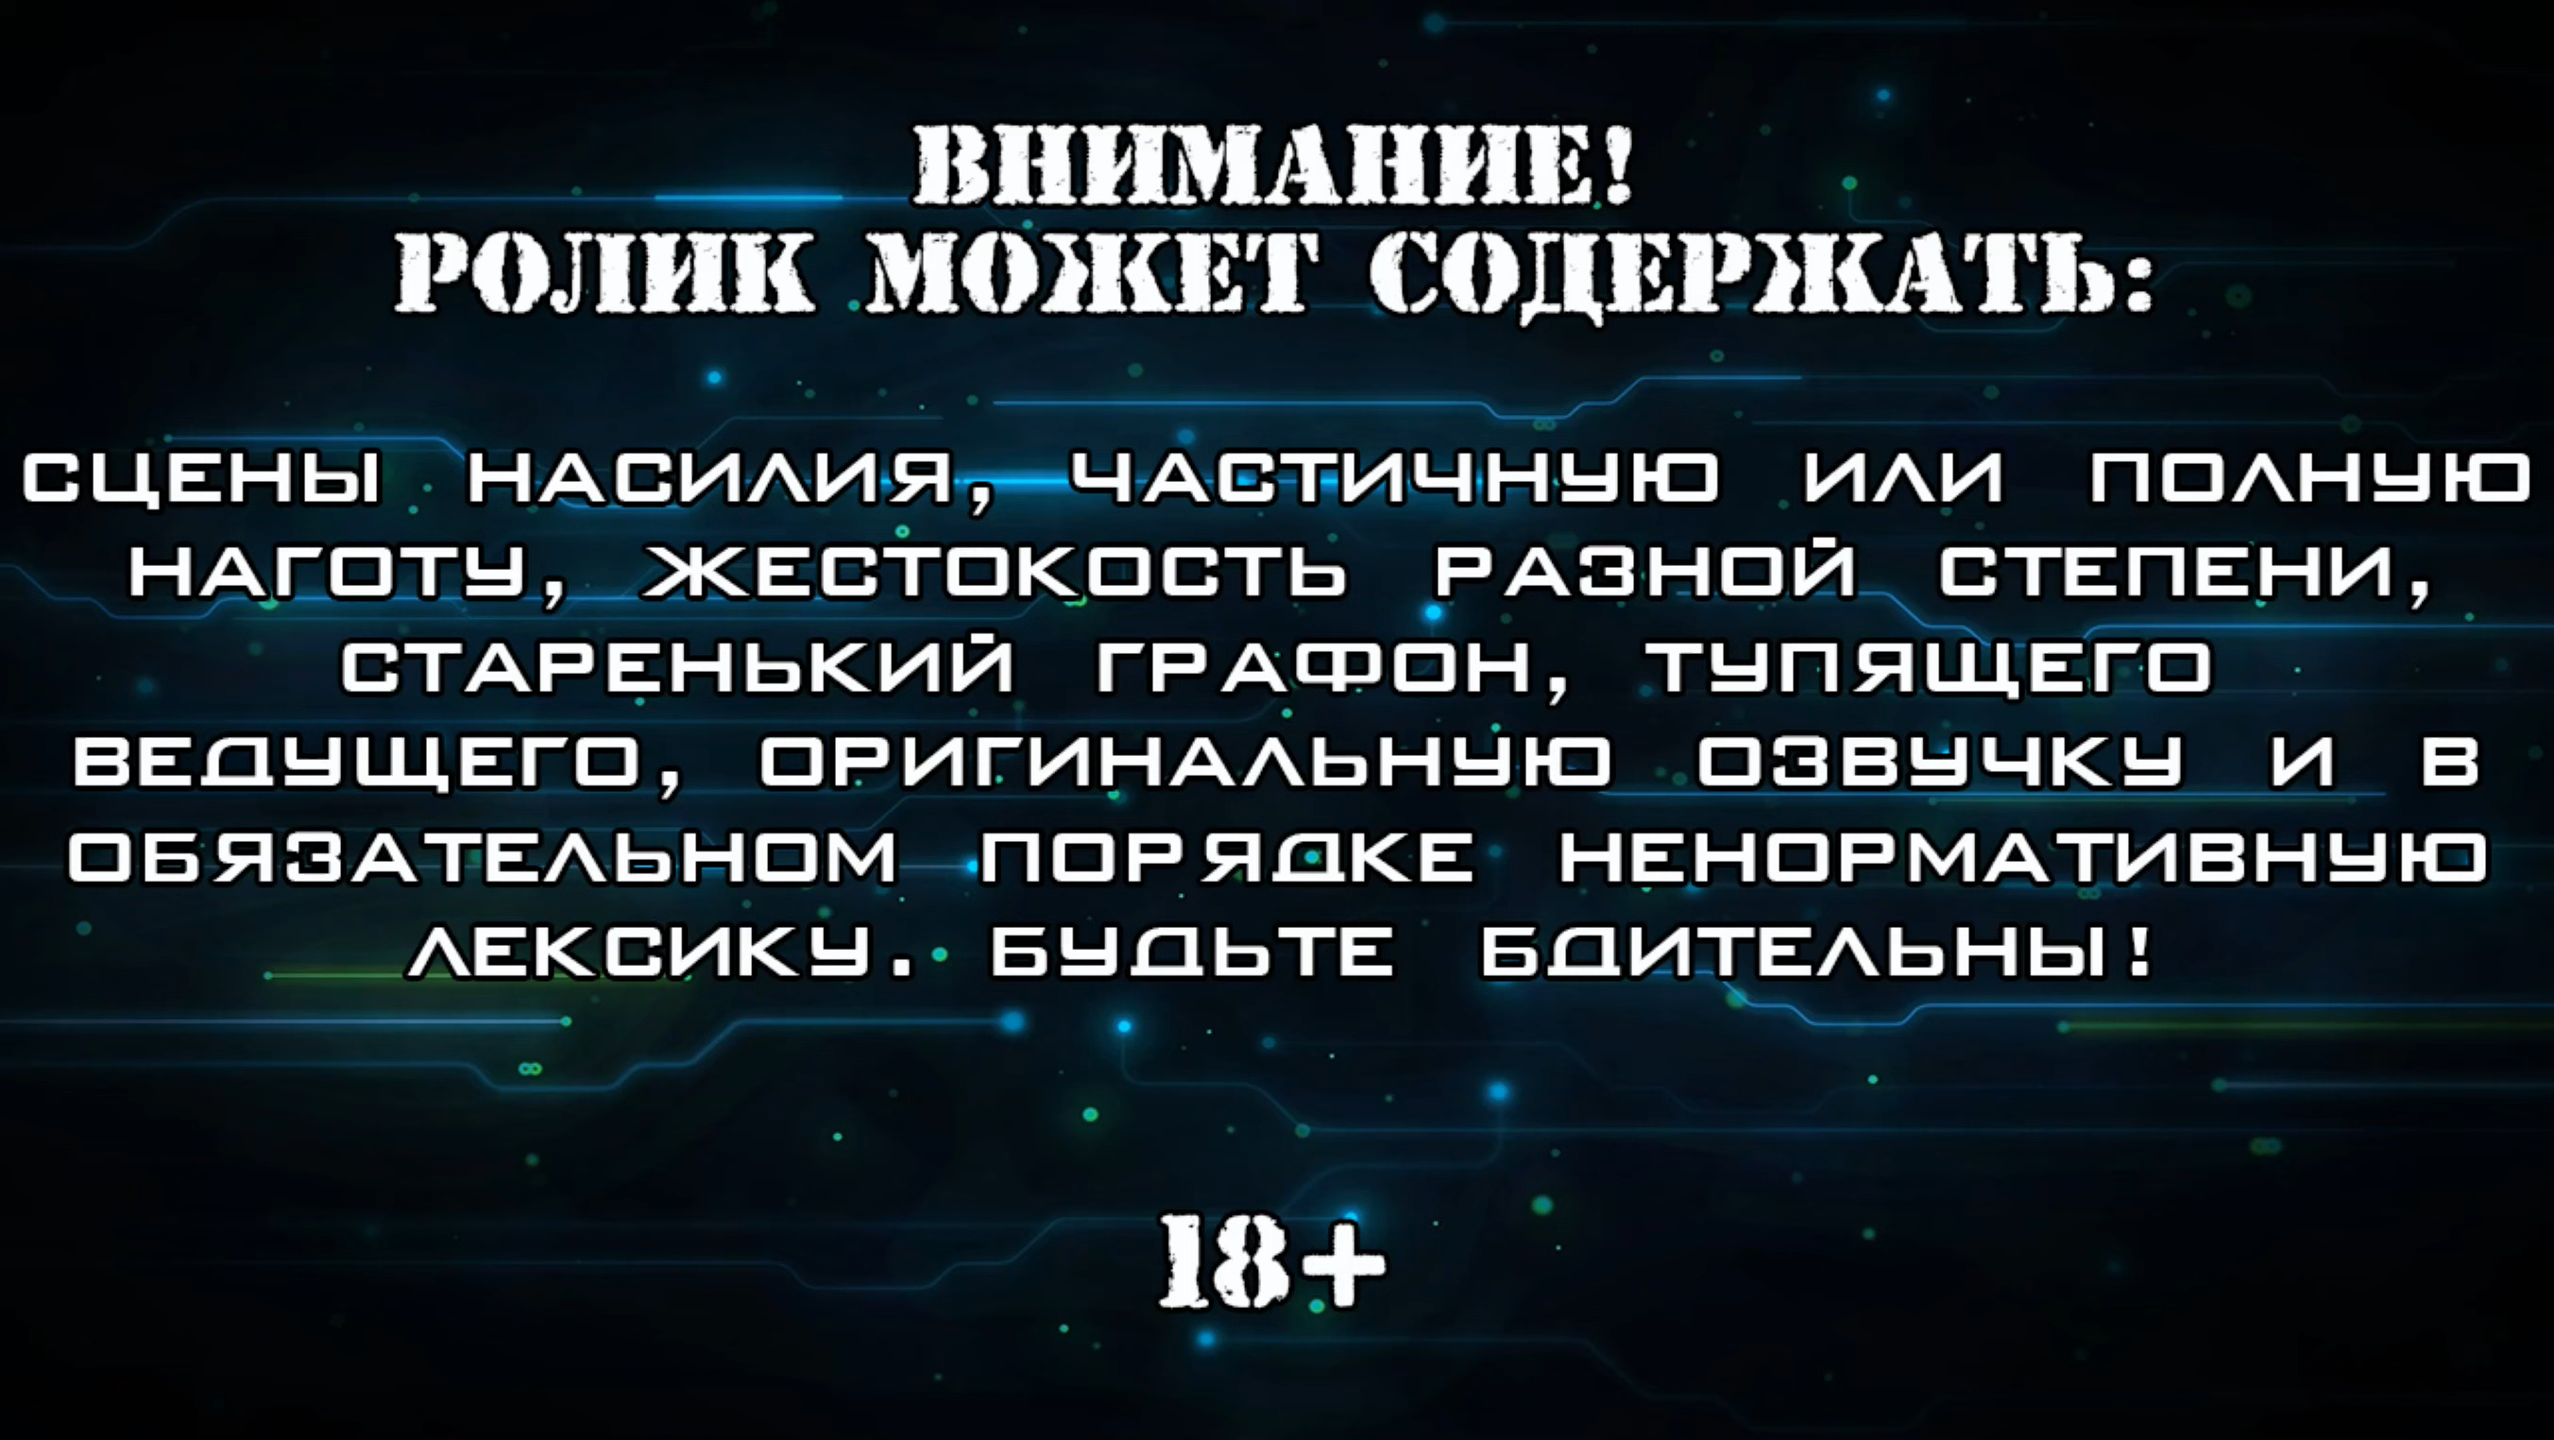 ВНИМАНИЕ!
РОЛИК МОЖЕТ СОДЕРЖАТЬ:
СЦЕНЫ НАСИЛИЯ, ЧАСТИЧНУЮ ИЛИ ПОЛНУЮ
НАГОТУ, ЖЕСТОКОСТЬ РАЗНОЙ СТЕПЕНИ,
СТАРЕНЬКИЙ ГРАФОН, ТУПЯЩЕГО
ВЕДУЩЕГО, ОРИГИНАЛЬНУЮ ОЗВУЧКУ И В
ОБЯЗАТЕЛЬНОМ ПОРЯДКЕ НЕНОРМАТИВНУЮ
ЛЕКСИКУ. БУДЬТЕ БДИТЕЛЬНЫ!
18+